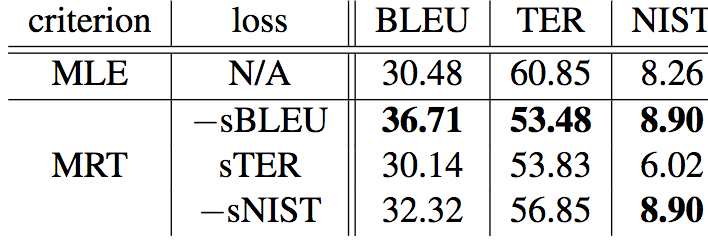 criterion loss BLEU TER NIST
MLE N/A 30.48 60.85 8.26
−sBLEU 36.71 53.48 8.90
MRT sTER 30.14 53.83 6.02
−sNIST 32.32 56.85 8.90